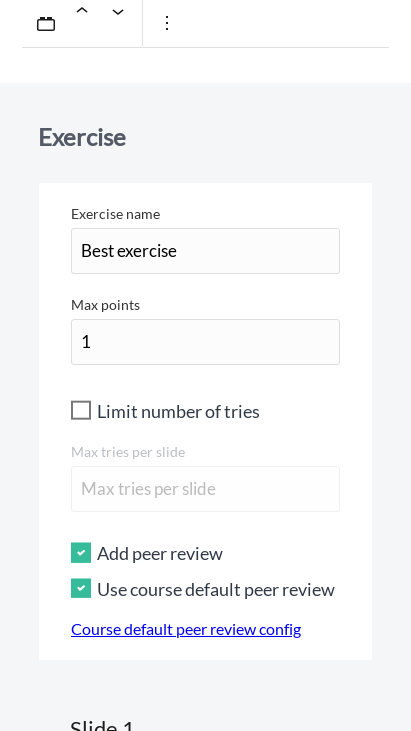 Exercise
Exercise name
Best exercise
Max points
1
Limit number of tries
Max tries per slide
Max tries per slide
Add peer review
Use course default peer review
Course default peer review config
Slide 1